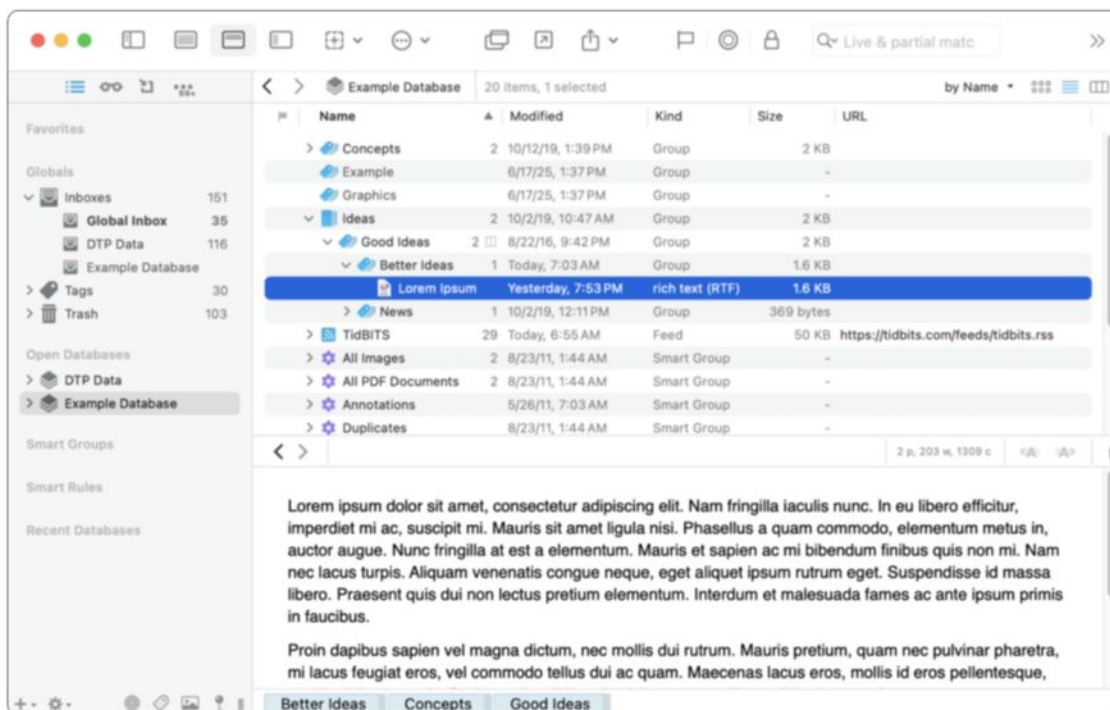 Live & partial matc
Example Database
20 items, 1 selected
by Name
Favorites
Globals
Inboxes 151
Global Inbox 35
DTP Data 116
Example Database
Tags 30
Trash 103
Open Databases
DTP Data
Example Database
Smart Groups
Smart Rules
Recent Databases
Name Modified Kind Size URL
Concepts 2 10/12/19, 1:39 PM Group 2 KB
Example 6/17/25, 1:37 PM Group -
Graphics 6/17/25, 1:37 PM Group -
Ideas 2 10/2/19, 10:47 AM Group 2 KB
Good Ideas 2 8/22/16, 9:42 PM Group 2 KB
Better Ideas 1 Today, 7:03 AM Group 1.6 KB
Lorem Ipsum Yesterday, 7:53 PM rich text (RTF) 1.6 KB
News 1 10/2/19, 12:11 PM Group 369 bytes
TidBITS 29 Today, 6:55 AM Feed 50 KB https://tidbits.com/feeds/tidbits.rss
All Images 2 8/23/11, 1:44 AM Smart Group -
All PDF Documents 2 8/23/11, 1:44 AM Smart Group -
Annotations 5/26/11, 7:03 AM Smart Group -
Duplicates 8/23/11, 1:44 AM Smart Group -
2 p, 203 w, 1309 c
Lorem ipsum dolor sit amet, consectetur adipiscing elit. Nam fringilla iaculis nunc. In eu libero efficitur,
imperdiet mi ac, suscipit mi. Mauris sit amet ligula nisi. Phasellus a quam commodo, elementum metus in,
auctor augue. Nunc fringilla at est a elementum. Mauris et sapien ac mi bibendum finibus quis non mi. Nam
nec lacus turpis. Aliquam venenatis congue neque, eget aliquet ipsum rutrum eget. Suspendisse id massa
libero. Praesent quis dui non lectus pretium elementum. Interdum et malesuada fames ac ante ipsum primis
in faucibus.
Proin dapibus sapien vel magna dictum, nec mollis dui rutrum. Mauris pretium, quam nec pulvinar pharetra,
mi lacus feugiat eros, vel commodo tellus dui ac quam. Maecenas lacus eros, mollis id eros pellentesque,
Better Ideas Concepts Good Ideas